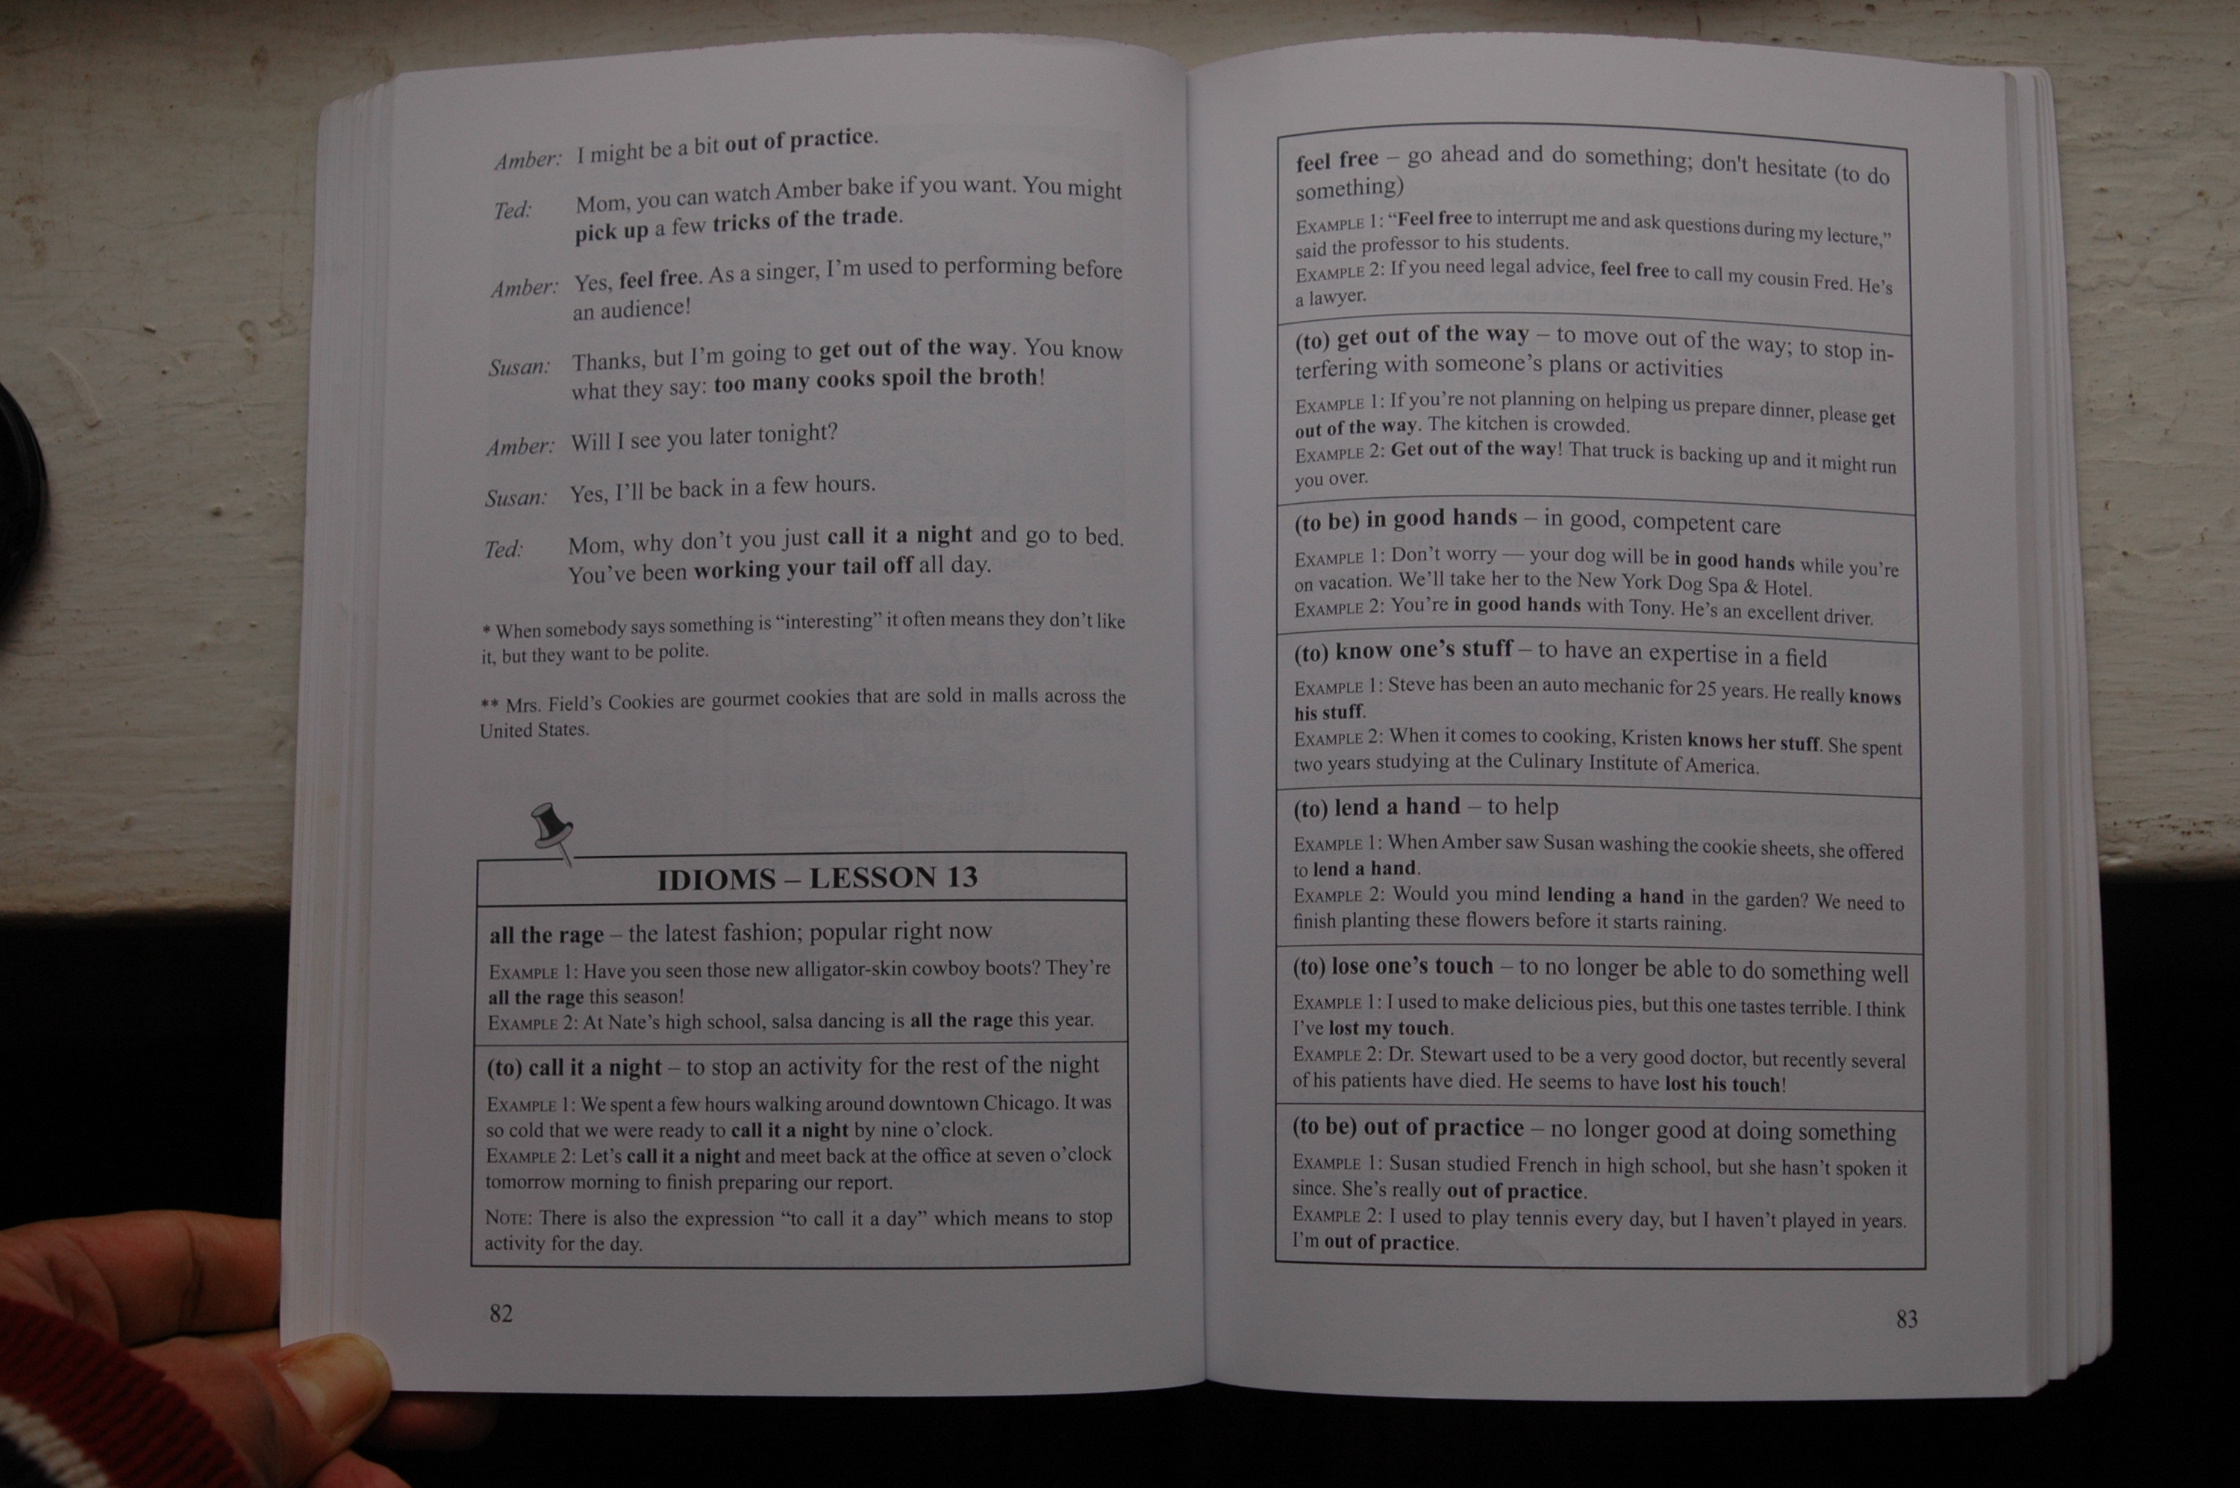 Amber: I might be a bit out of practice.
Ted: Mom, you can watch Amber bake if you want. You might
pick up a few tricks of the trade.
Amber: Yes, feel free. As a singer, I'm used to performing before
an audience!
Susan: Thanks, but I'm going to get out of the way. You know
what they say: too many cooks spoil the broth!
Amber: Will I see you later tonight?
Susan: Yes, I'll be back in a few hours.
Ted: Mom, why don't you just call it a night and go to bed.
You've been working your tail off all day.
* When somebody says something is “interesting” it often means they don't like
it, but they want to be polite.
** Mrs. Field's Cookies are gourmet cookies that are sold in malls across the
United States.
IDIOMS – LESSON 13
all the rage – the latest fashion; popular right now
EXAMPLE 1: Have you seen those new alligator-skin cowboy boots? They're
all the rage this season!
EXAMPLE 2: At Nate's high school, salsa dancing is all the rage this year.
(to) call it a night – to stop an activity for the rest of the night
EXAMPLE 1: We spent a few hours walking around downtown Chicago. It was
so cold that we were ready to call it a night by nine o'clock.
EXAMPLE 2: Let's call it a night and meet back at the office at seven o'clock
tomorrow morning to finish preparing our report.
NOTE: There is also the expression “to call it a day” which means to stop
activity for the day.
82
feel free – go ahead and do something; don't hesitate (to do
something)
EXAMPLE 1: “Feel free to interrupt me and ask questions during my lecture,”
said the professor to his students.
EXAMPLE 2: If you need legal advice, feel free to call my cousin Fred. He's
a lawyer.
(to) get out of the way – to move out of the way; to stop in-
terfering with someone's plans or activities
EXAMPLE 1: If you're not planning on helping us prepare dinner, please get
out of the way. The kitchen is crowded.
EXAMPLE 2: Get out of the way! That truck is backing up and it might run
you over.
(to be) in good hands – in good, competent care
EXAMPLE 1: Don't worry — your dog will be in good hands while you're
on vacation. We'll take her to the New York Dog Spa & Hotel.
EXAMPLE 2: You're in good hands with Tony. He's an excellent driver.
(to) know one's stuff – to have an expertise in a field
EXAMPLE 1: Steve has been an auto mechanic for 25 years. He really knows
his stuff.
EXAMPLE 2: When it comes to cooking, Kristen knows her stuff. She spent
two years studying at the Culinary Institute of America.
(to) lend a hand – to help
EXAMPLE 1: When Amber saw Susan washing the cookie sheets, she offered
to lend a hand.
EXAMPLE 2: Would you mind lending a hand in the garden? We need to
finish planting these flowers before it starts raining.
(to) lose one's touch – to no longer be able to do something well
EXAMPLE 1: I used to make delicious pies, but this one tastes terrible. I think
I've lost my touch.
EXAMPLE 2: Dr. Stewart used to be a very good doctor, but recently several
of his patients have died. He seems to have lost his touch!
(to be) out of practice – no longer good at doing something
EXAMPLE 1: Susan studied French in high school, but she hasn't spoken it
since. She's really out of practice.
EXAMPLE 2: I used to play tennis every day, but I haven't played in years.
I'm out of practice.
83